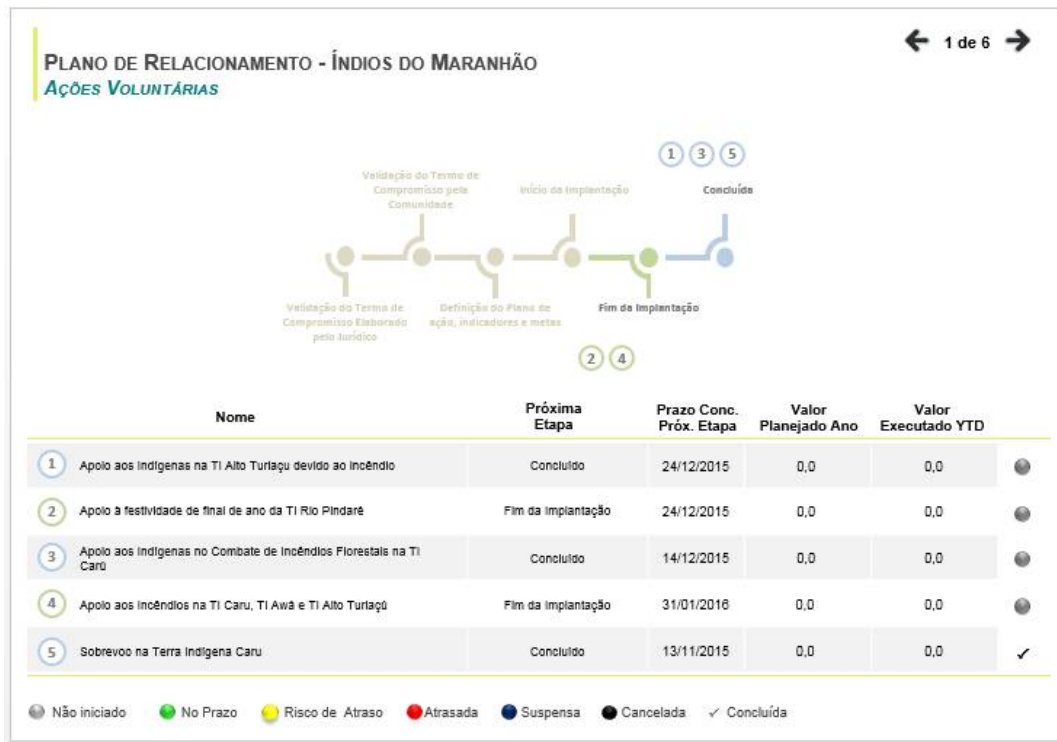 1 de 6
PLANO DE RELACIONAMENTO - ÍNDIOS DO MARANHÃO
AÇÕES VOLUNTÁRIAS
1 3 5
Validação do Termo de
Compromisso pela
Comunidade
Início da Implantação
Concluída
Validação do Termo de
Compromisso Elaborado
pelo Jurídico
Definição do Plano de
ação, indicadores e metas
Fim da Implantação
2 4
Nome
Próxima
Etapa
Prazo Conc.
Próx. Etapa
Valor
Planejado Ano
Valor
Executado YTD
1 Apoio aos Indígenas na TI Alto Turiaçu devido ao Incêndio Concluído 24/12/2015 0,0 0,0
2 Apoio à festividade de final de ano da TI Rio Pindaré Fim da Implantação 24/12/2015 0,0 0,0
3 Apoio aos Indígenas no Combate de Incêndios Florestais na TI
Carú Concluído 14/12/2015 0,0 0,0
4 Apoio aos Incêndios na TI Caru, TI Awá e TI Alto Turiaçú Fim da Implantação 31/01/2016 0,0 0,0
5 Sobrevoo na Terra Indígena Caru Concluído 13/11/2015 0,0 0,0 ✓
Não iniciado No Prazo Risco de Atraso Atrasada Suspensa Cancelada ✓ Concluída